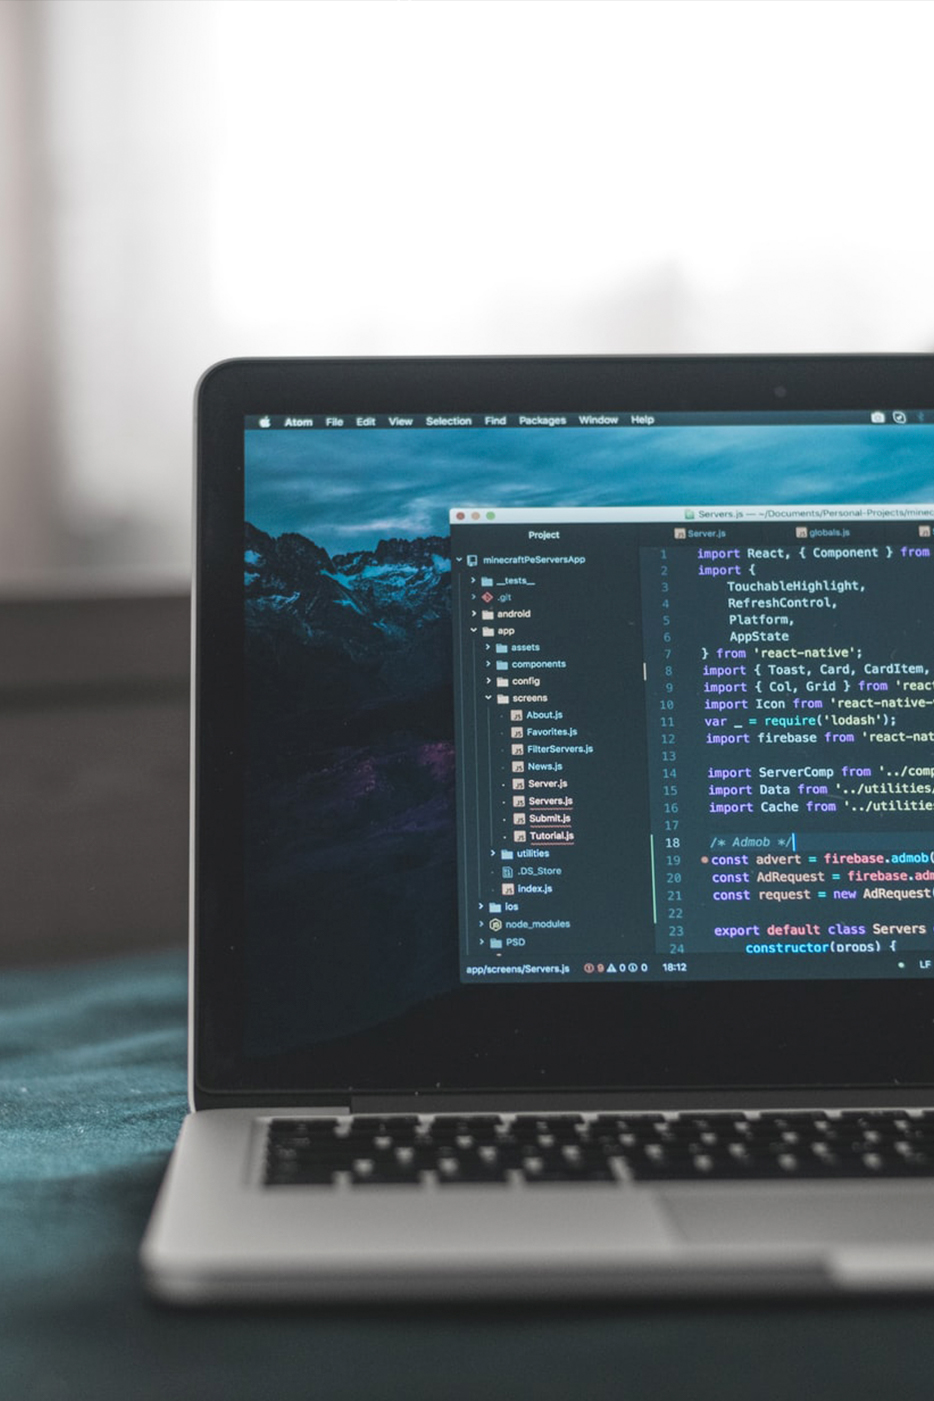 Atom File Edit View Selection Find Packages Window Help
Servers.js — ~/Documents/Personal-Projects/minec
Project
Server.js
globals.js
minecraftPeServersApp
__tests__
.git
android
app
assets
components
config
screens
About.js
Favorites.js
FilterServers.js
News.js
Server.js
Servers.js
Submit.js
Tutorial.js
utilities
.DS_Store
index.js
ios
node_modules
PSD
1 import React, { Component } from
2 import {
3 TouchableHighlight,
4 RefreshControl,
5 Platform,
6 AppState
7 } from 'react-native';
8 import { Toast, Card, CardItem,
9 import { Col, Grid } from 'react
10 import Icon from 'react-native-
11 var _ = require('lodash');
12 import firebase from 'react-nat
13
14 import ServerComp from '../comp
15 import Data from '../utilities/
16 import Cache from '../utilities
17
18 /* Admob */
19 const advert = firebase.admob(
20 const AdRequest = firebase.adm
21 const request = new AdRequest(
22
23 export default class Servers
24 constructor(props) {
app/screens/Servers.js 9 0 0 18:12 LF